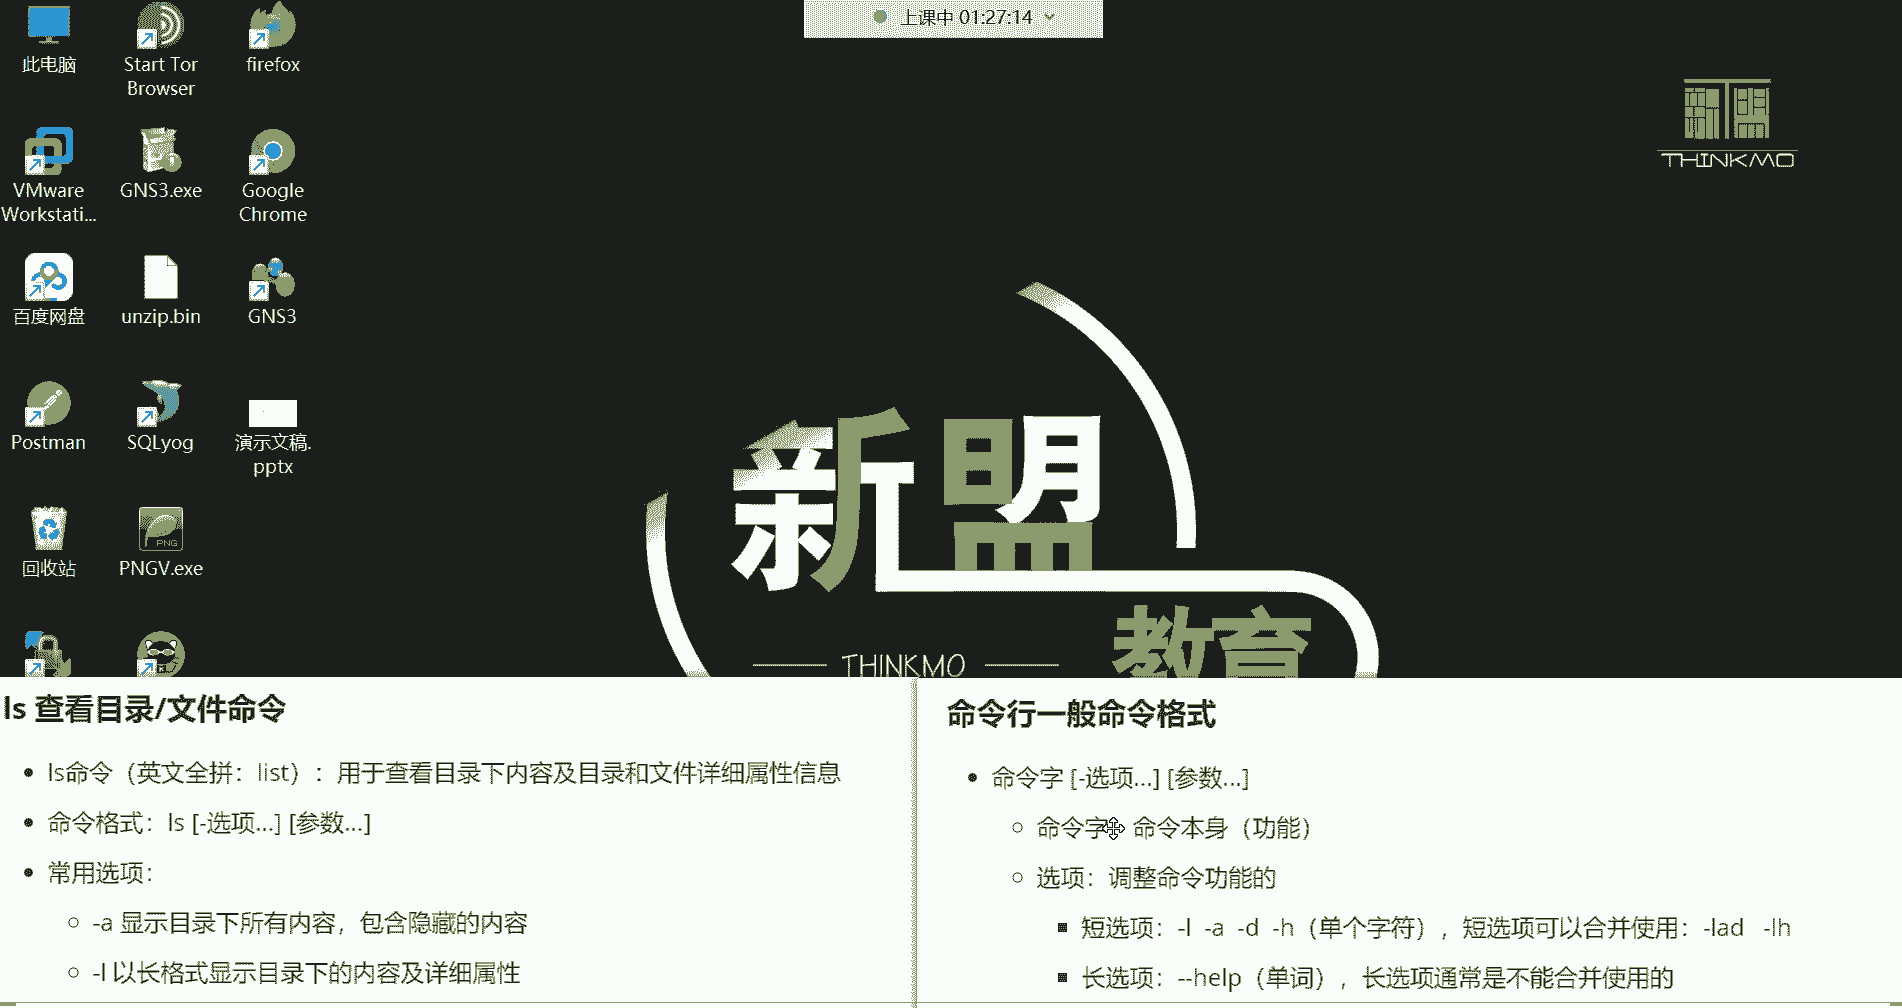 上课中 01:27:14
此电脑
Start Tor
Browser
firefox
THINKMO
VMware
Workstati...
GNS3.exe
Google
Chrome
百度网盘
unzip.bin
GNS3
Postman
SQLyog
演示文稿.
pptx
回收站
PNG
PNGV.exe
新盟
教育
THINKMO
ls 查看目录/文件命令
ls命令（英文全拼：list）：用于查看目录下内容及目录和文件详细属性信息
命令格式：ls [-选项...] [参数...]
常用选项：
-a 显示目录下所有内容，包含隐藏的内容
-l 以长格式显示目录下的内容及详细属性
命令行一般命令格式
命令字 [-选项...] [参数...]
命令字 命令本身（功能）
选项：调整命令功能的
短选项：-l -a -d -h（单个字符），短选项可以合并使用：-lad -lh
长选项：--help（单词），长选项通常是不能合并使用的